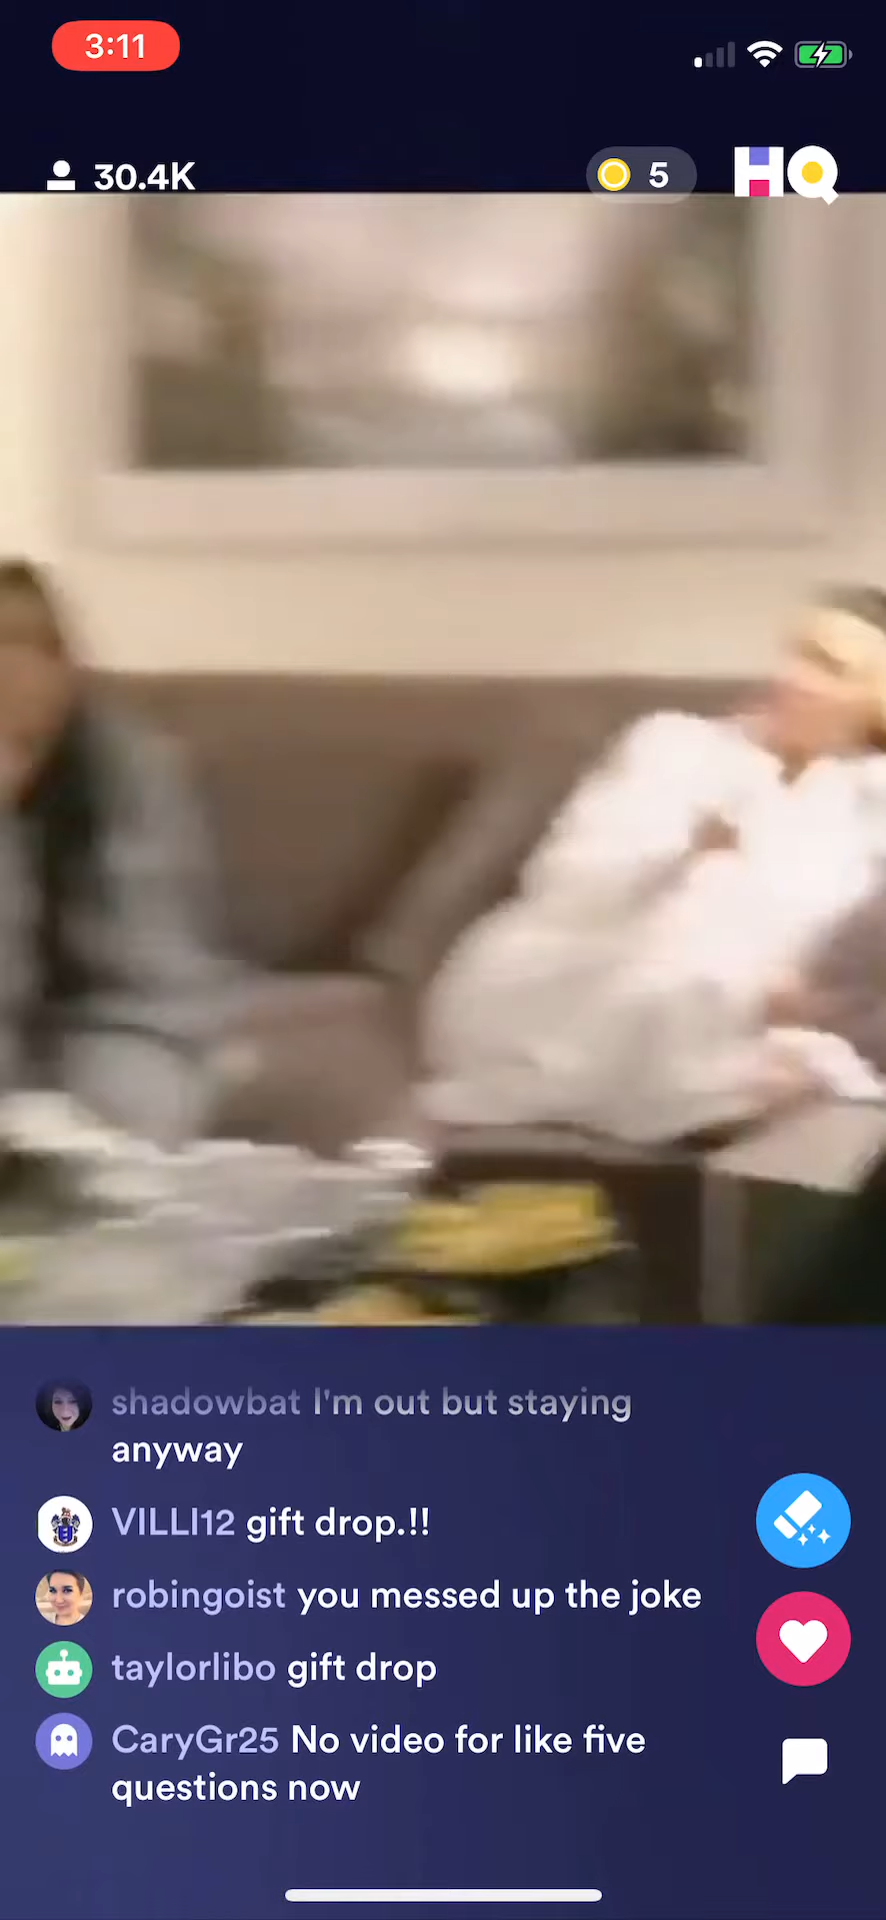 3:11
30.4K
5
HQ
shadowbat I'm out but staying
anyway
VILLI12 gift drop.!!
robingoist you messed up the joke
taylorlibo gift drop
CaryGr25 No video for like five
questions now